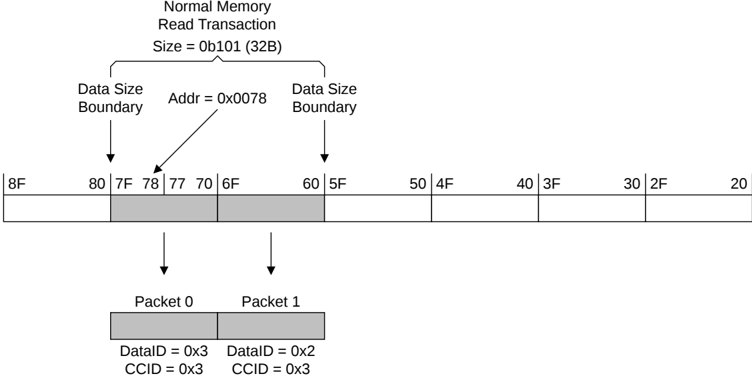 Normal Memory
Read Transaction
Size = 0b101 (32B)
Data Size
Boundary
Addr = 0x0078
Data Size
Boundary
8F 80 7F 78 77 70 6F 60 5F 50 4F 40 3F 30 2F 20
Packet 0 Packet 1
DataID = 0x3 DataID = 0x2
CCID = 0x3 CCID = 0x3